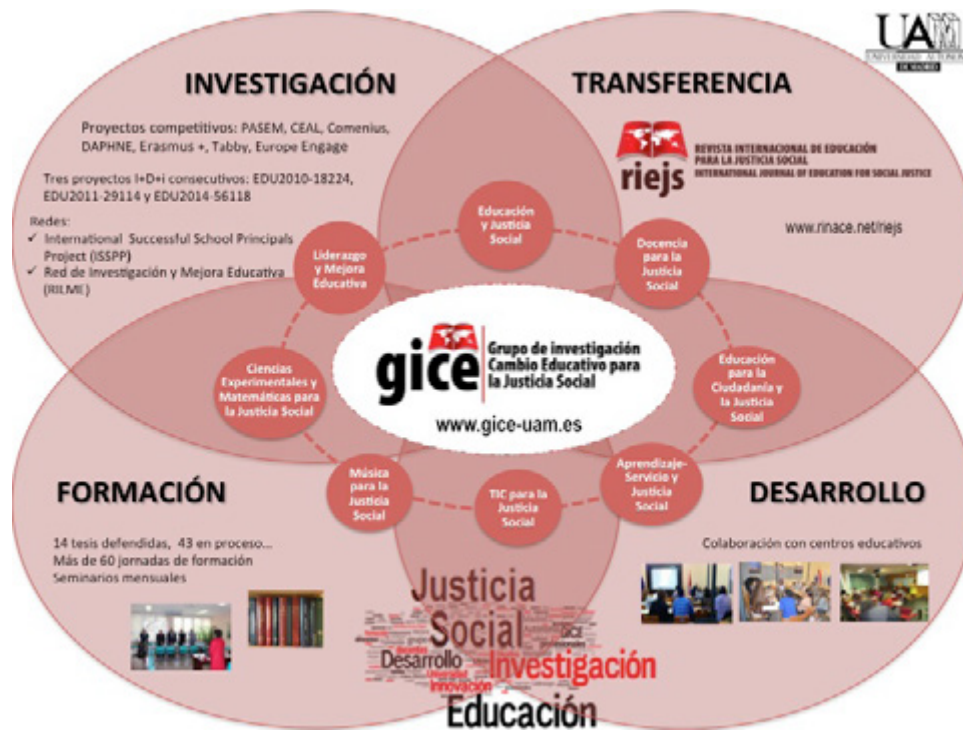 UAM
UNIVERSIDAD AUTONOMA
DE MADRID
INVESTIGACIÓN
Proyectos competitivos: PASEM, CEAL, Comenius,
DAPHNE, Erasmus +, Tabby, Europe Engage
Tres proyectos I+D+i consecutivos: EDU2010-18224,
EDU2011-29114 y EDU2014-56118
Redes:
✓ International Successful School Principals
Project (ISSPP)
✓ Red de Investigación y Mejora Educativa
(RILME)
TRANSFERENCIA
riejs
REVISTA INTERNACIONAL DE EDUCACIÓN
PARA LA JUSTICIA SOCIAL
INTERNATIONAL JOURNAL OF EDUCATION FOR SOCIAL JUSTICE
www.rinace.net/riejs
Educación
y Justicia
Social
Docencia
para la
Justicia
Social
Liderazgo
y Mejora
Educativa
gice
Grupo de investigación
Cambio Educativo para
la Justicia Social
www.gice-uam.es
Ciencias
Experimentales y
Matemáticas para
la Justicia Social
Educación
para la
Ciudadanía y
la Justicia
Social
Música
para la
Justicia
Social
TIC para la
Justicia
Social
Aprendizaje-
Servicio y
Justicia
Social
FORMACIÓN
14 tesis defendidas, 43 en proceso...
Más de 60 jornadas de formación
Seminarios mensuales
DESARROLLO
Colaboración con centros educativos
Justicia
Social
GICE
Desarrollo
Investigación
Universidad
Innovación
Educación